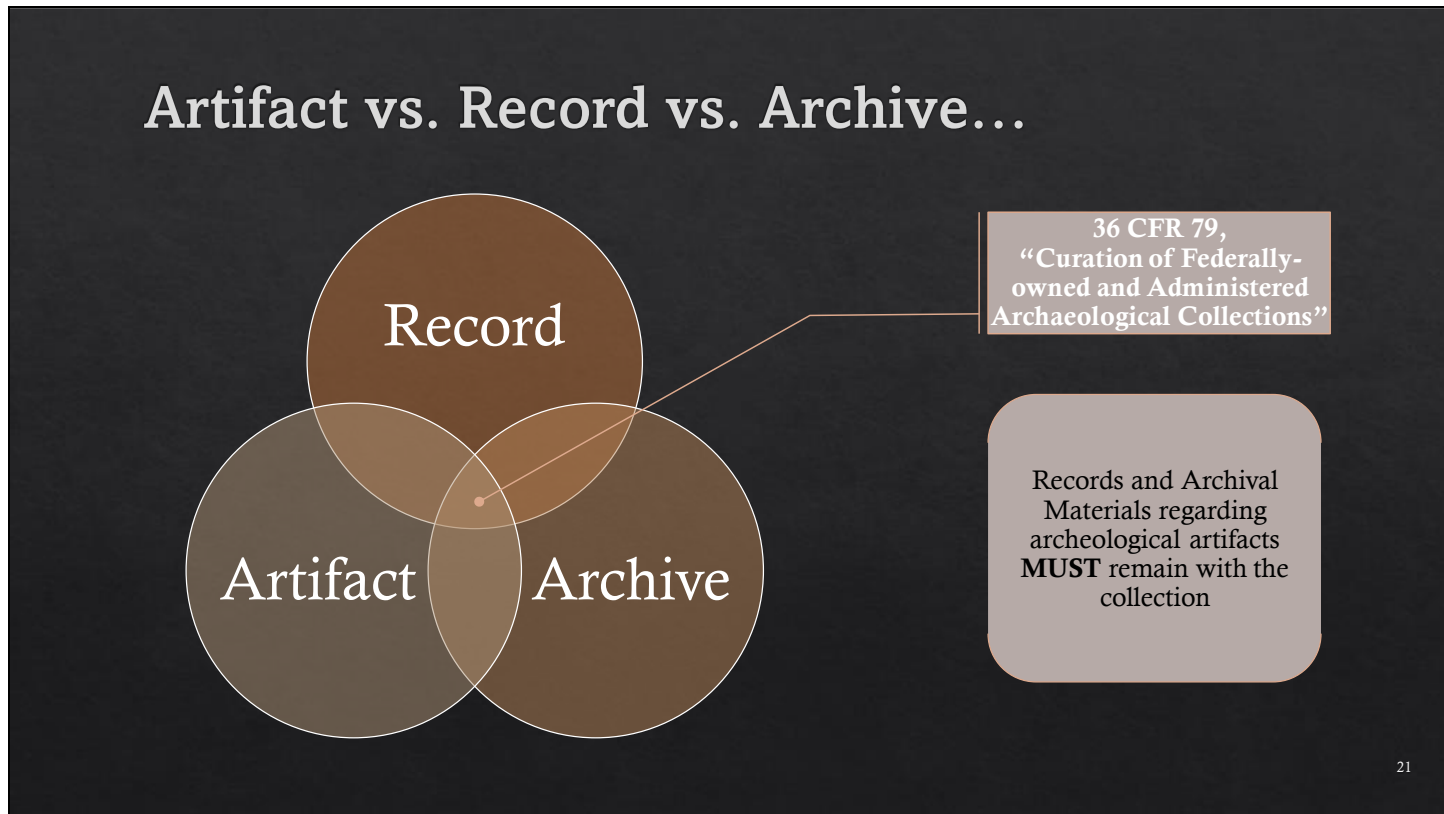 Artifact vs. Record vs. Archive…
Record
Artifact
Archive
36 CFR 79,
“Curation of Federally-
owned and Administered
Archaeological Collections”
Records and Archival
Materials regarding
archeological artifacts
MUST remain with the
collection
21